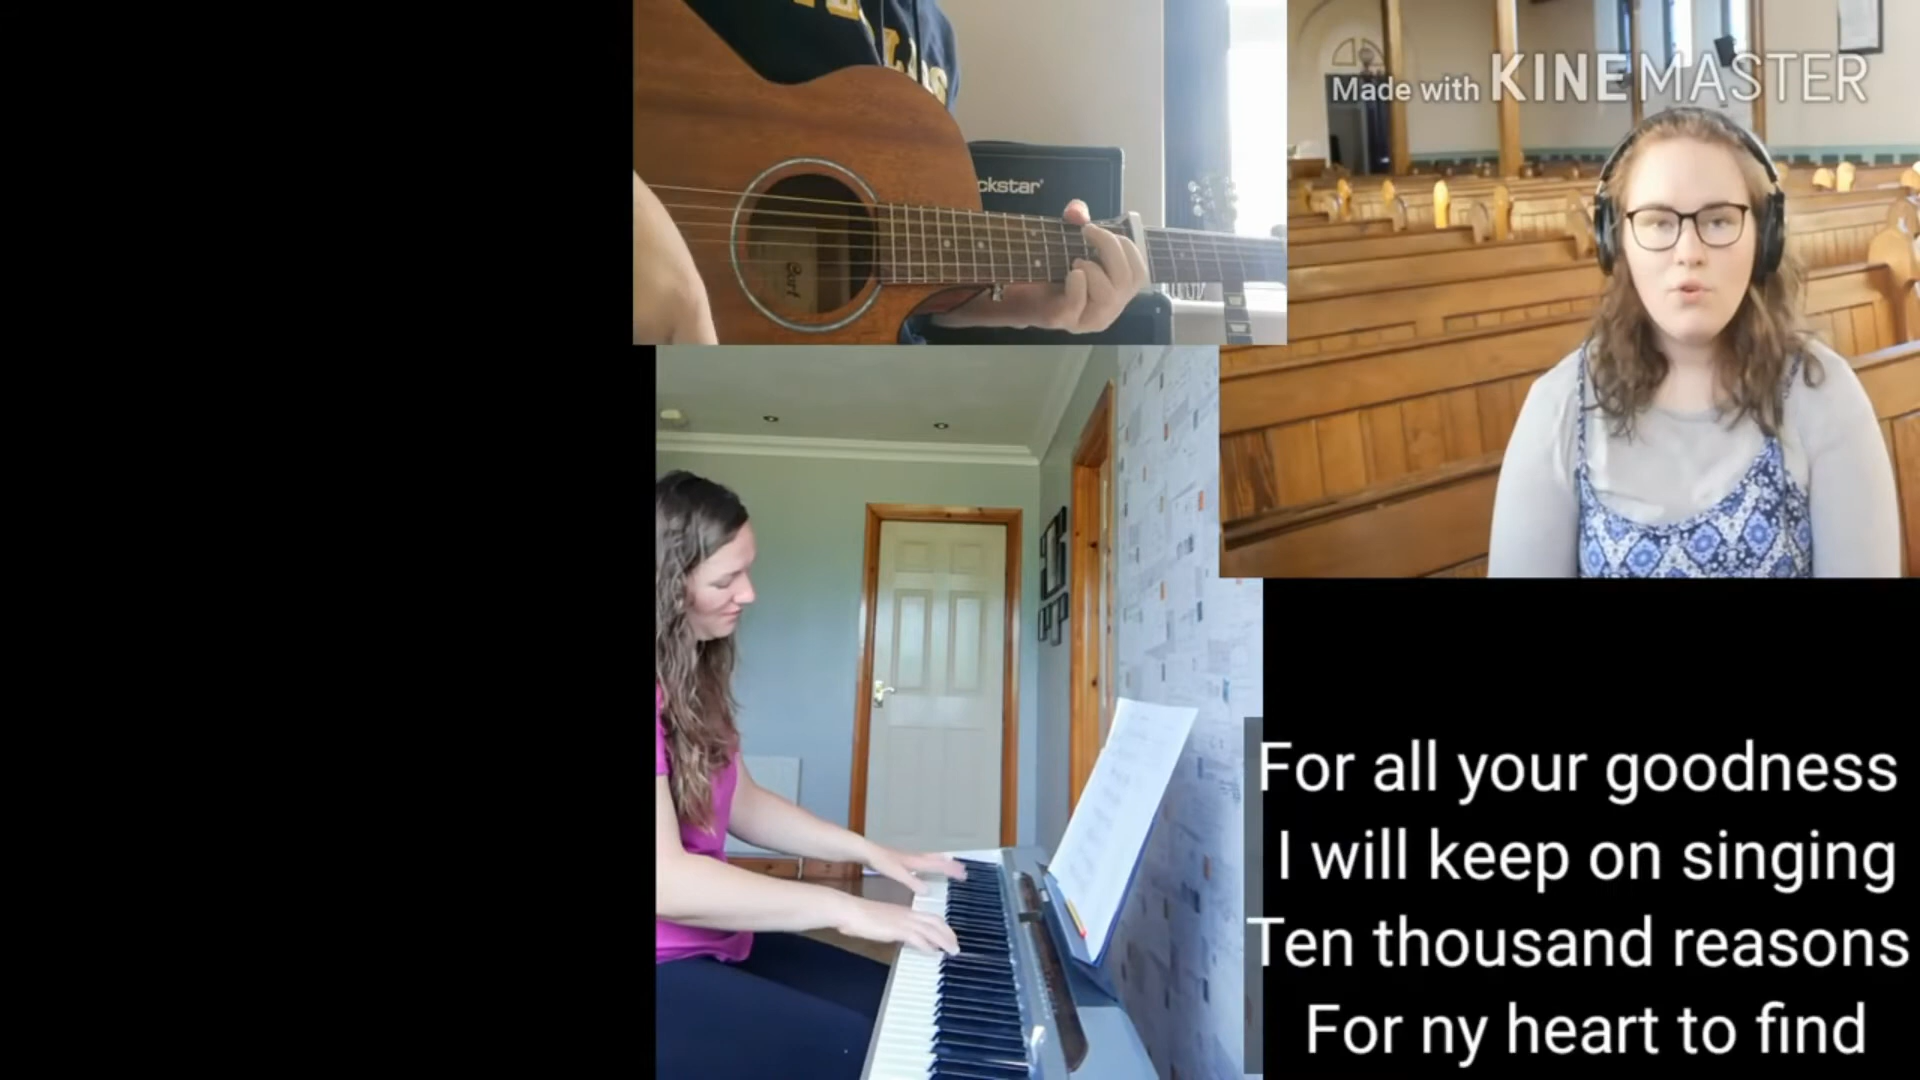 Made with KINEMASTER
ckstar
Cort
For all your goodness
I will keep on singing
Ten thousand reasons
For ny heart to find